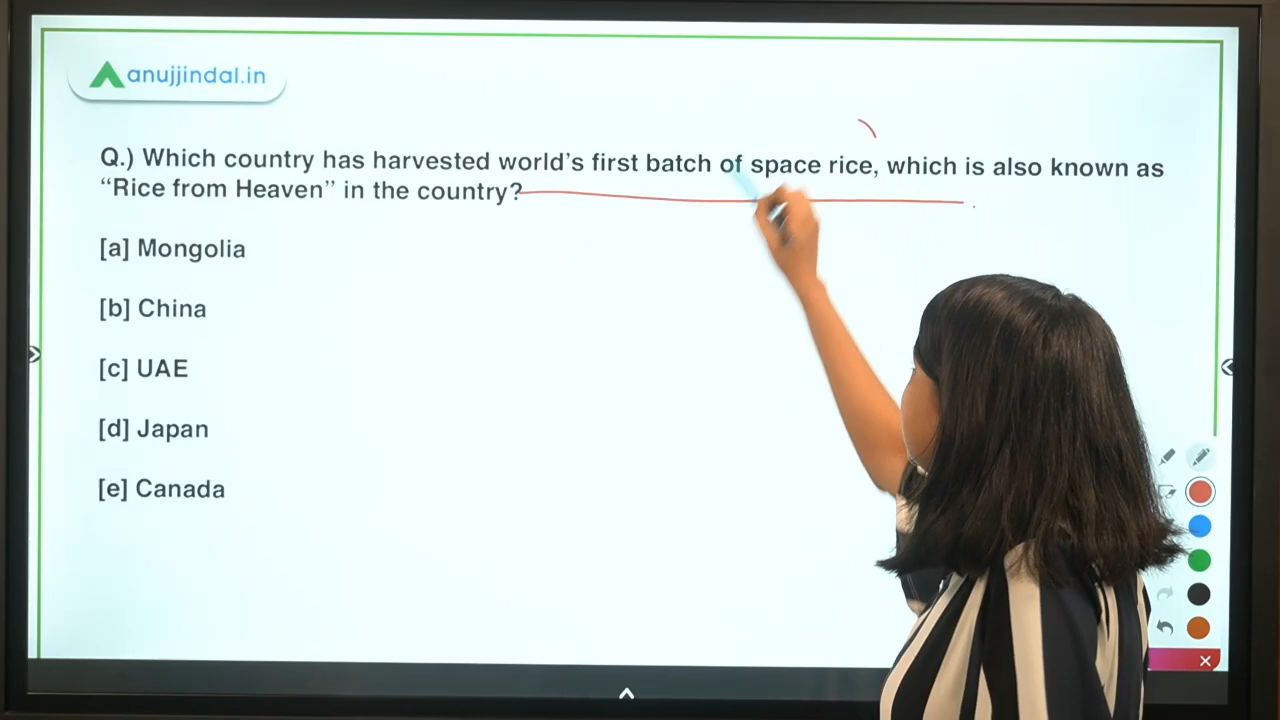 anujjindal.in
Q.) Which country has harvested world's first batch of space rice, which is also known as
“Rice from Heaven” in the country?
[a] Mongolia
[b] China
[c] UAE
[d] Japan
[e] Canada